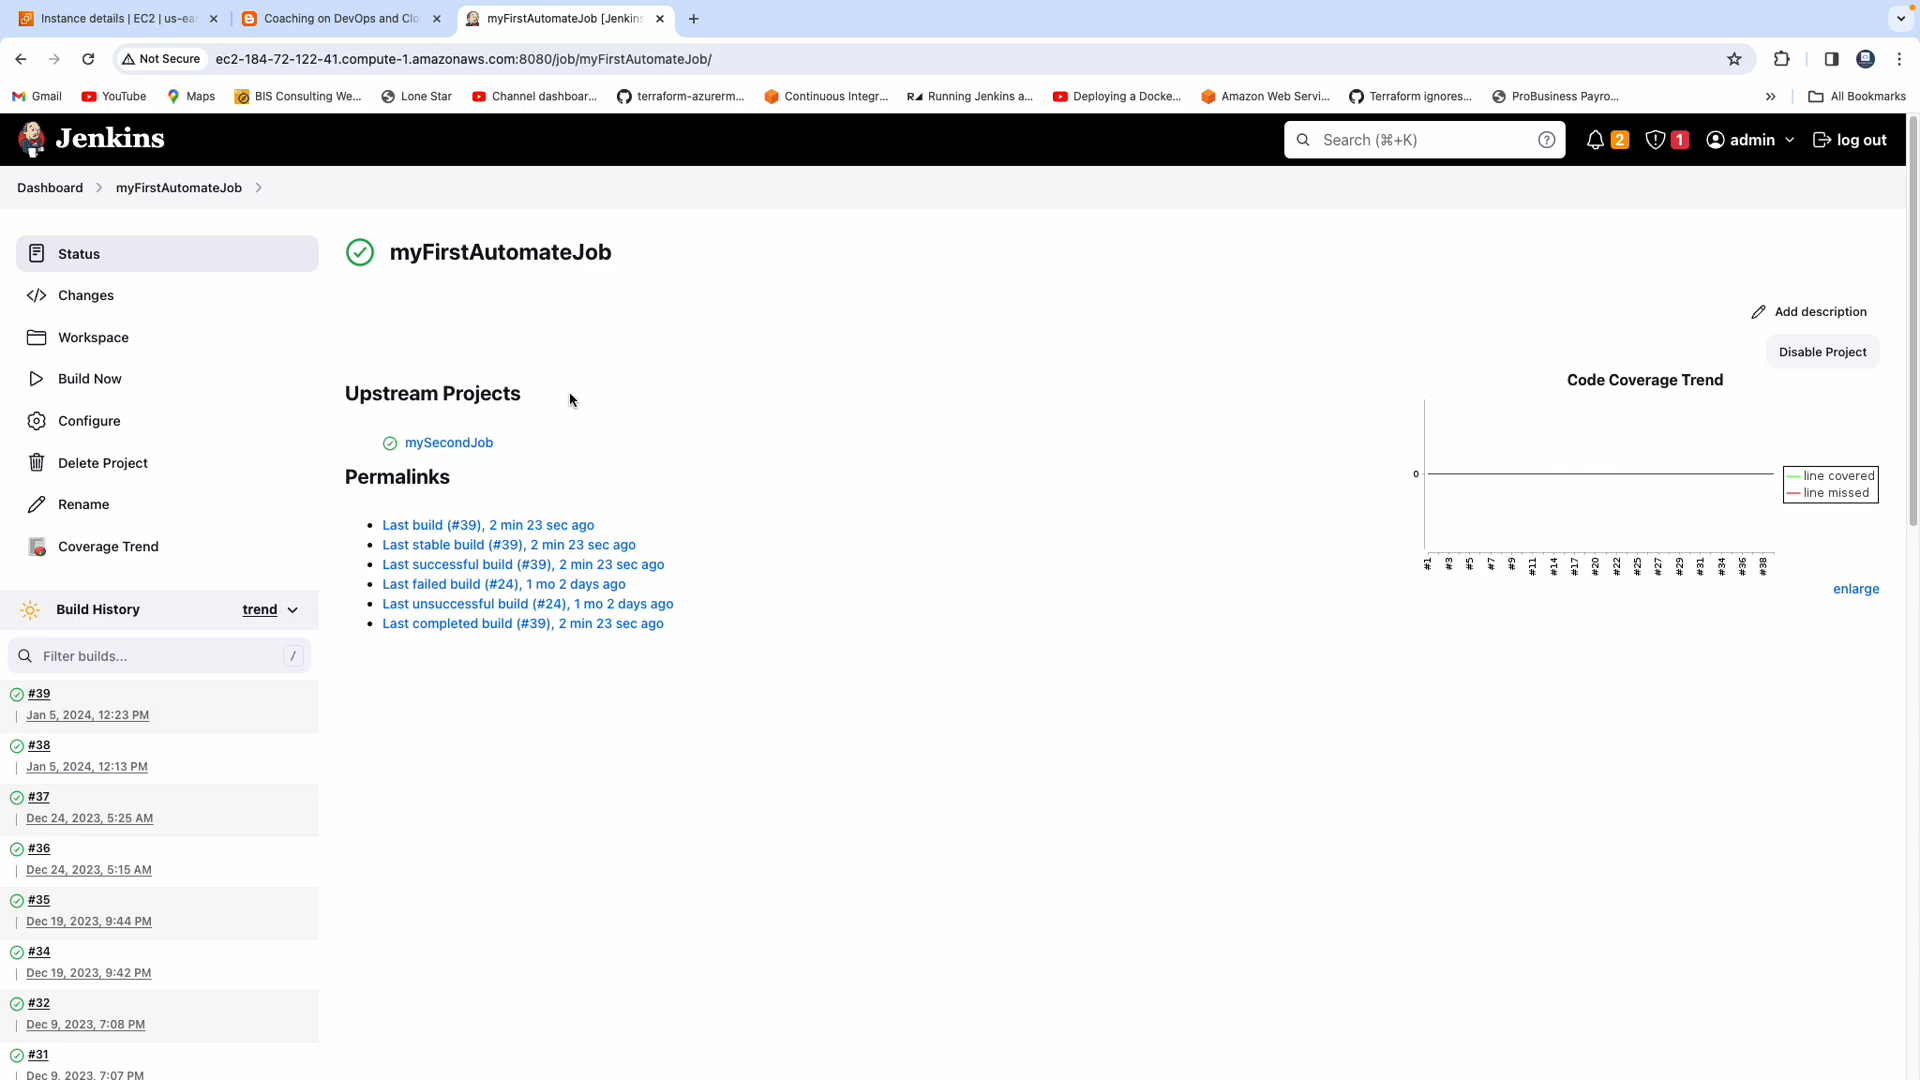 Instance details | EC2 | us-ea
Coaching on DevOps and Clo
myFirstAutomateJob [Jenkins
Not Secure
ec2-184-72-122-41.compute-1.amazonaws.com:8080/job/myFirstAutomateJob/
Gmail
YouTube
Maps
BIS Consulting We...
Lone Star
Channel dashboar...
terraform-azurerm...
Continuous Integr...
Running Jenkins a...
Deploying a Docke...
Amazon Web Servi...
Terraform ignores...
ProBusiness Payro...
All Bookmarks
Jenkins
Search (⌘+K)
2
1
admin
log out
Dashboard
myFirstAutomateJob
Status
Changes
Workspace
Build Now
Configure
Delete Project
Rename
Coverage Trend
Build History
trend
Filter builds...
/
#39
Jan 5, 2024, 12:23 PM
#38
Jan 5, 2024, 12:13 PM
#37
Dec 24, 2023, 5:25 AM
#36
Dec 24, 2023, 5:15 AM
#35
Dec 19, 2023, 9:44 PM
#34
Dec 19, 2023, 9:42 PM
#32
Dec 9, 2023, 7:08 PM
#31
Dec 9, 2023, 7:07 PM
myFirstAutomateJob
Add description
Disable Project
Upstream Projects
mySecondJob
Permalinks
Last build (#39), 2 min 23 sec ago
Last stable build (#39), 2 min 23 sec ago
Last successful build (#39), 2 min 23 sec ago
Last failed build (#24), 1 mo 2 days ago
Last unsuccessful build (#24), 1 mo 2 days ago
Last completed build (#39), 2 min 23 sec ago
Code Coverage Trend
0
line covered
line missed
#1 #3 #5 #7 #9 #11 #14 #17 #20 #22 #25 #27 #29 #31 #34 #36 #38
enlarge